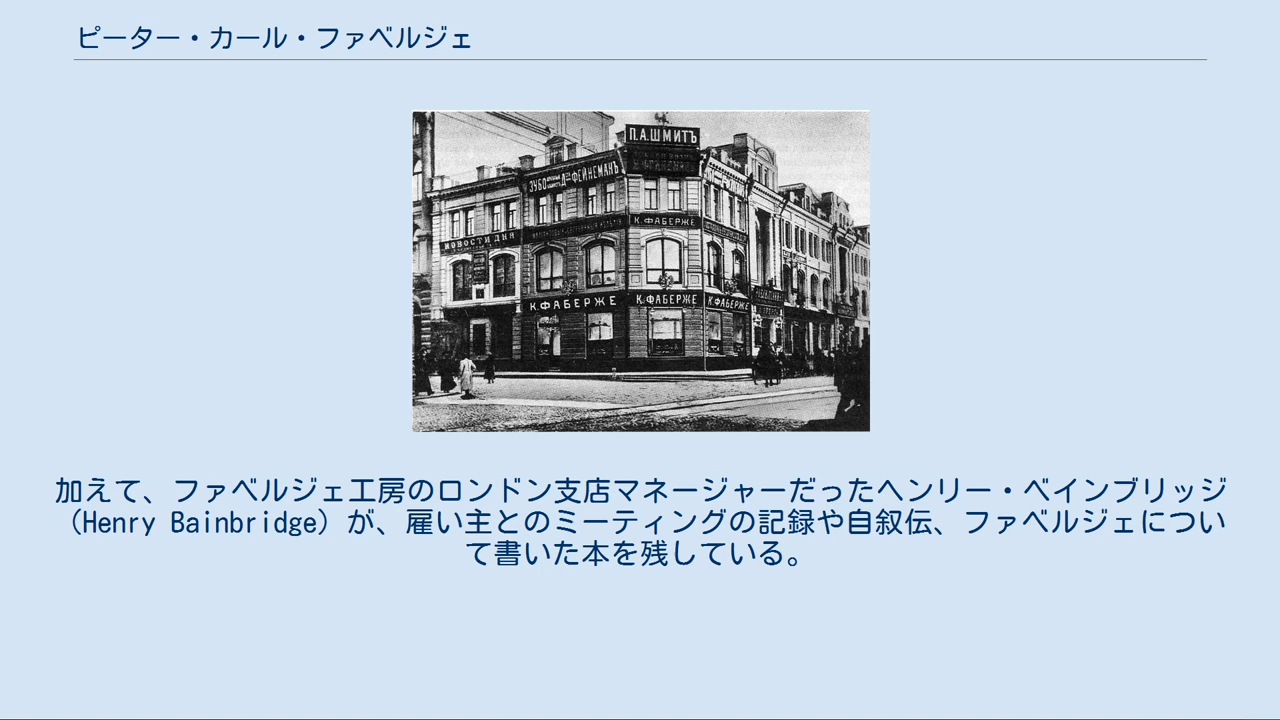 ピーター・カール・ファベルジェ
П.А.ШМИТЪ
ЗУБО
Д-ра ФЕЙНЕМАНЪ
К.ФАБЕРЖЕ
НОВОСТИ ДНЯ
К.ФАБЕРЖЕ
К.ФАБЕРЖЕ
К.ФАБЕРЖЕ
加えて、ファベルジェ工房のロンドン支店マネージャーだったヘンリー・ベインブリッジ
（Henry Bainbridge）が、雇い主とのミーティングの記録や自叙伝、ファベルジェについ
て書いた本を残している。